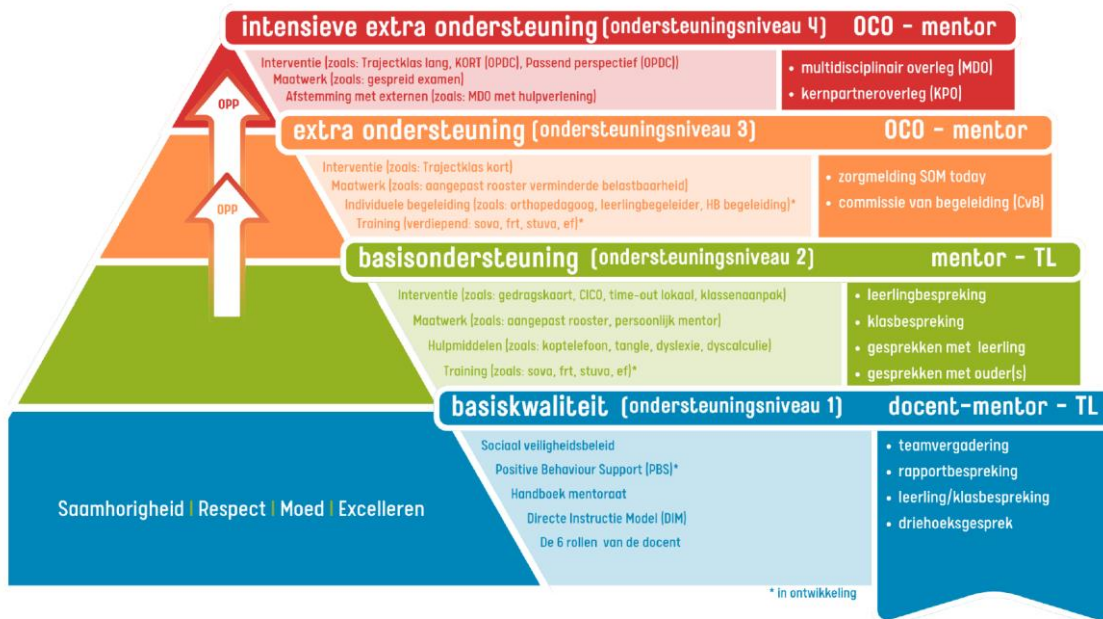 intensieve extra ondersteuning (ondersteuningsniveau 4) OCO - mentor
Interventie (zoals: Trajectklas lang, KORT (OPDC), Passend perspectief (OPDC))
Maatwerk (zoals: gespreid examen)
Afstemming met externen (zoals: MDO met hulpverlening)
• multidisciplinair overleg (MDO)
• kernpartneroverleg (KPO)
OPP
extra ondersteuning (ondersteuningsniveau 3) OCO - mentor
Interventie (zoals: Trajectklas kort)
Maatwerk (zoals: aangepast rooster verminderde belastbaarheid)
Individuele begeleiding (zoals: orthopedagoog, leerlingbegeleider, HB begeleiding)*
Training (verdiepend: sova, frt, stuva, ef)*
• zorgmelding SOM today
• commissie van begeleiding (CvB)
OPP
basisondersteuning (ondersteuningsniveau 2) mentor - TL
Interventie (zoals: gedragskaart, CICO, time-out lokaal, klassenaanpak)
Maatwerk (zoals: aangepast rooster, persoonlijk mentor)
Hulpmiddelen (zoals: koptelefoon, tangle, dyslexie, dyscalculie)
Training (zoals: sova, frt, stuva, ef)*
• leerlingbespreking
• klasbespreking
• gesprekken met leerling
• gesprekken met ouder(s)
basiskwaliteit (ondersteuningsniveau 1) docent-mentor - TL
Sociaal veiligheidsbeleid
Positive Behaviour Support (PBS)*
Handboek mentoraat
Directe Instructie Model (DIM)
De 6 rollen van de docent
• teamvergadering
• rapportbespreking
• leerling/klasbespreking
• driehoeksgesprek
Saamhorigheid | Respect | Moed | Excelleren
* in ontwikkeling